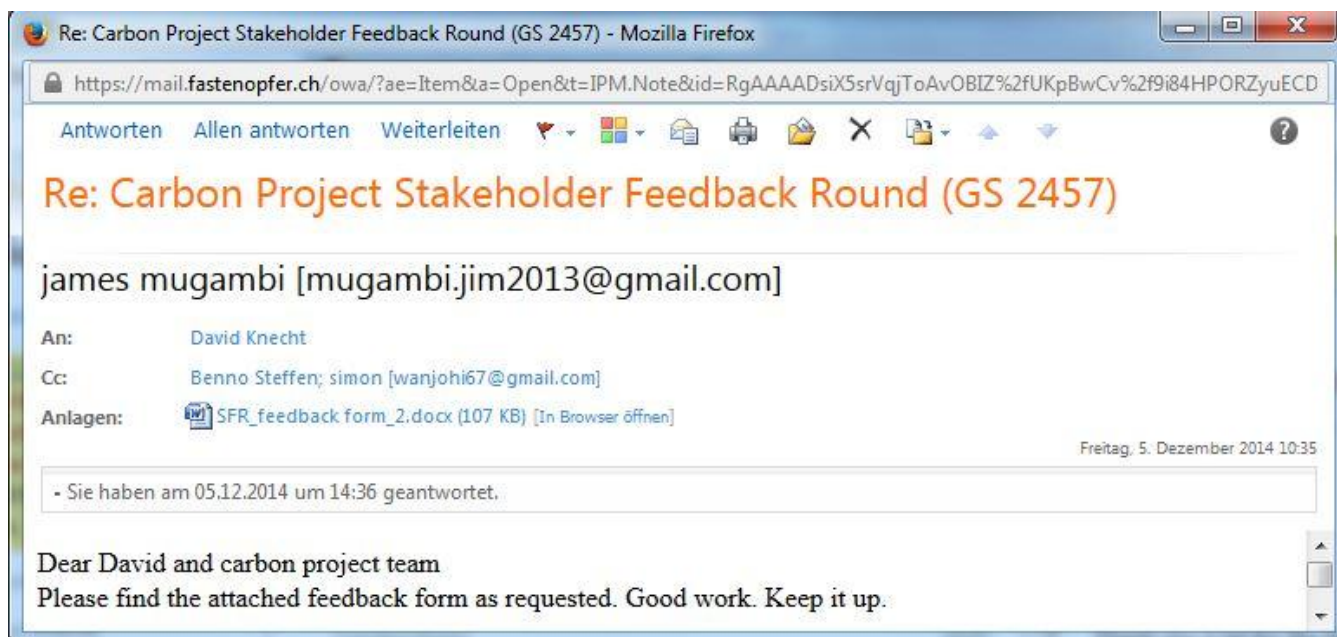 Re: Carbon Project Stakeholder Feedback Round (GS 2457) - Mozilla Firefox
https://mail.fastenopfer.ch/owa/?ae=Item&a=Open&t=IPM.Note&id=RgAAAADsiX5srVqjToAvOBIZ%2fUKpBwCv%2f9i84HPORZyuECD
Antworten Allen antworten Weiterleiten
Re: Carbon Project Stakeholder Feedback Round (GS 2457)
james mugambi [mugambi.jim2013@gmail.com]
An: David Knecht
Cc: Benno Steffen; simon [wanjohi67@gmail.com]
Anlagen: SFR_feedback form_2.docx (107 KB) [In Browser öffnen]
Freitag, 5. Dezember 2014 10:35
- Sie haben am 05.12.2014 um 14:36 geantwortet.
Dear David and carbon project team
Please find the attached feedback form as requested. Good work. Keep it up.